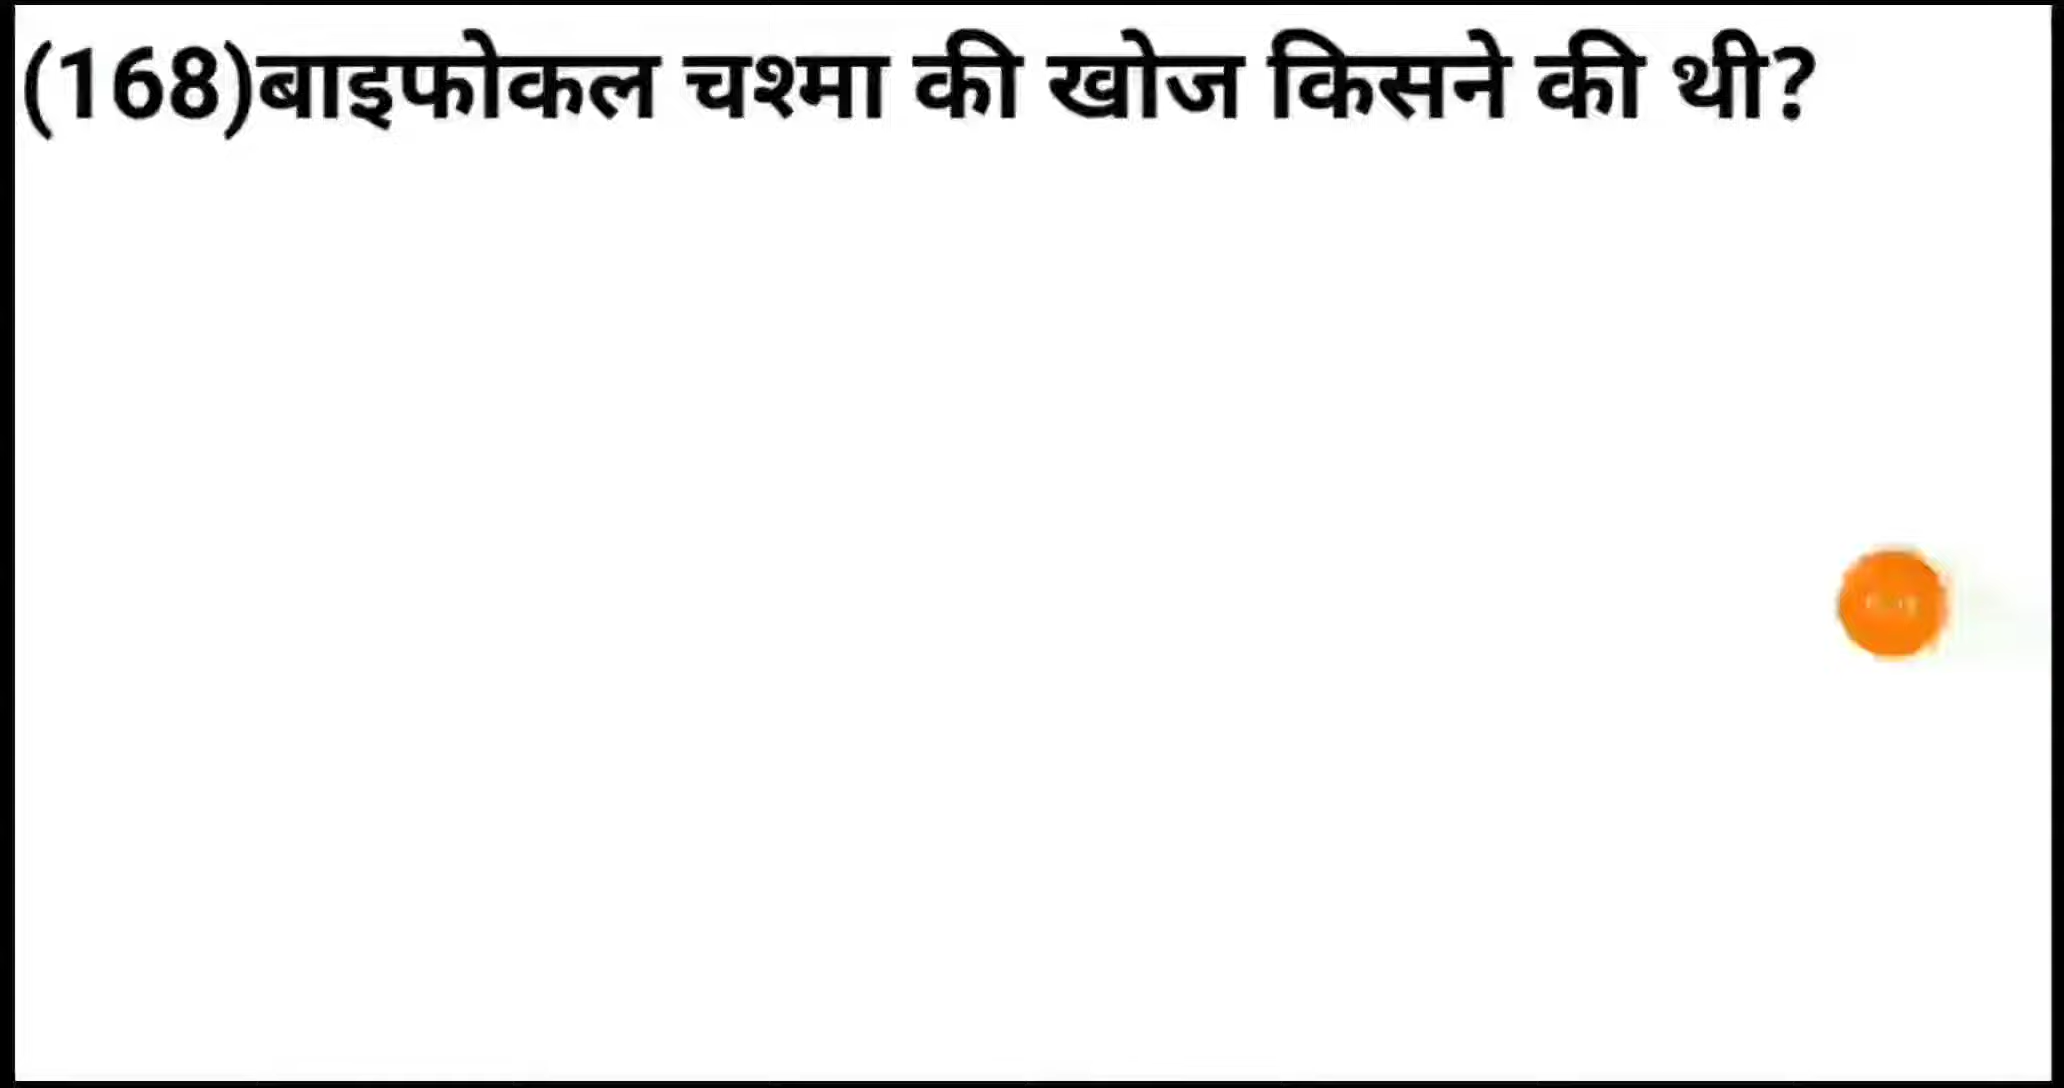 (168)बाइफोकल चश्मा की खोज किसने की थी?